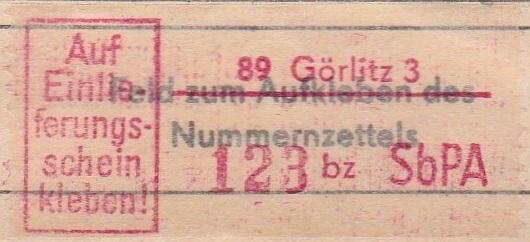 Auf
Einlie-
ferungs-
schein
kleben!
89 Görlitz 3
Feld zum Aufkleben des
Nummernzettels
123 bz SbPA